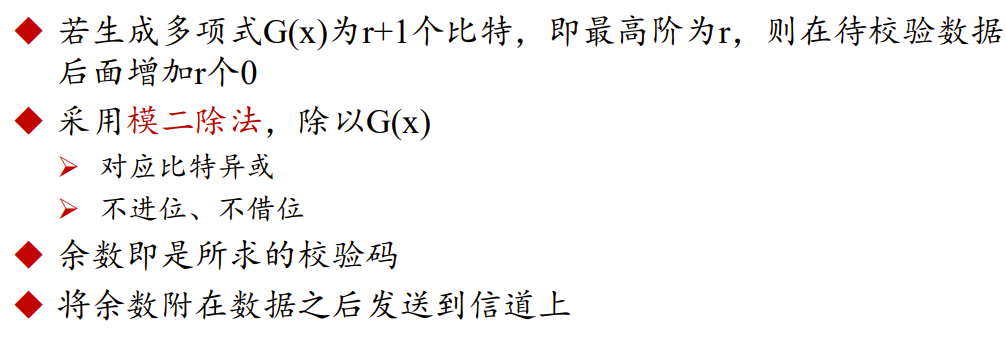 若生成多项式G(x)为r+1个比特，即最高阶为r，则在待校验数据
后面增加r个0
采用模二除法，除以G(x)
对应比特异或
不进位、不借位
余数即是所求的校验码
将余数附在数据之后发送到信道上